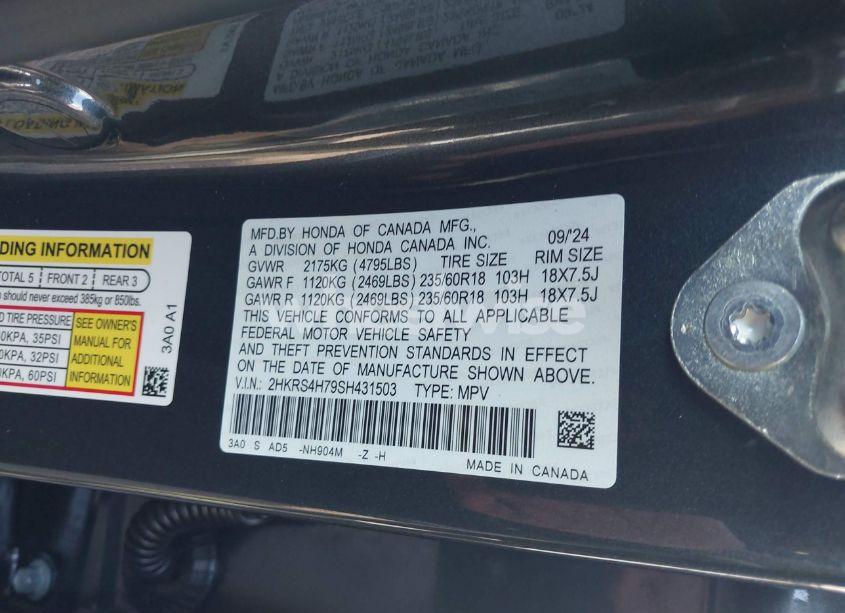 DING INFORMATION
TOTAL 5 FRONT 2 REAR 3
should never exceed 385kg or 850lbs.
TIRE PRESSURE
KPA, 35PSI
KPA, 32PSI
KPA, 60PSI
SEE OWNER'S
MANUAL FOR
ADDITIONAL
INFORMATION
3A0 A1
MFD.BY HONDA OF CANADA MFG.,
A DIVISION OF HONDA CANADA INC. 09/24
GVWR 2175KG (4795LBS) TIRE SIZE RIM SIZE
GAWR F 1120KG (2469LBS) 235/60R18 103H 18X7.5J
GAWR R 1120KG (2469LBS) 235/60R18 103H 18X7.5J
THIS VEHICLE CONFORMS TO ALL APPLICABLE
FEDERAL MOTOR VEHICLE SAFETY
AND THEFT PREVENTION STANDARDS IN EFFECT
ON THE DATE OF MANUFACTURE SHOWN ABOVE.
V.I.N.: 2HKRS4H79SH431503 TYPE: MPV
3A0 S AD5 -NH904M -Z -H
MADE IN CANADA